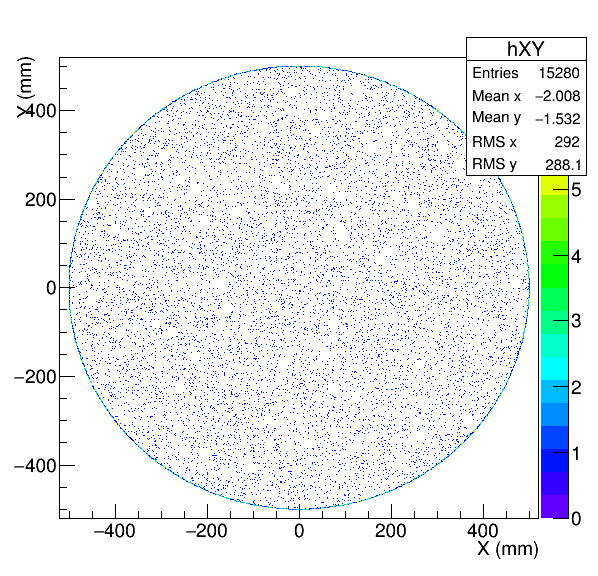 hXY
Entries 15280
Mean x −2.008
Mean y −1.532
RMS x 292
RMS y 288.1
Y (mm)
400
200
0
−200
−400
−400 −200 0 200 400
X (mm)
5
4
3
2
1
0